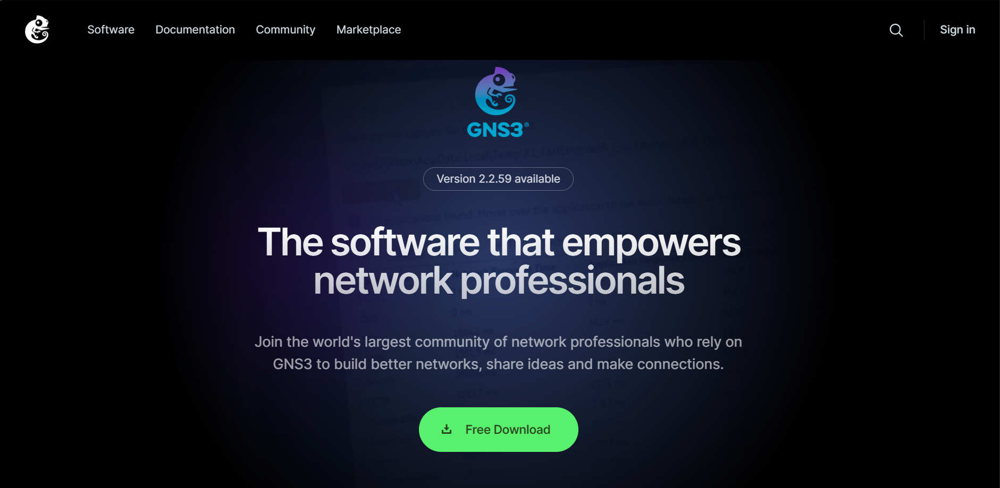 Software Documentation Community Marketplace Sign in
GNS3®
Version 2.2.59 available
The software that empowers
network professionals
Join the world's largest community of network professionals who rely on
GNS3 to build better networks, share ideas and make connections.
Free Download